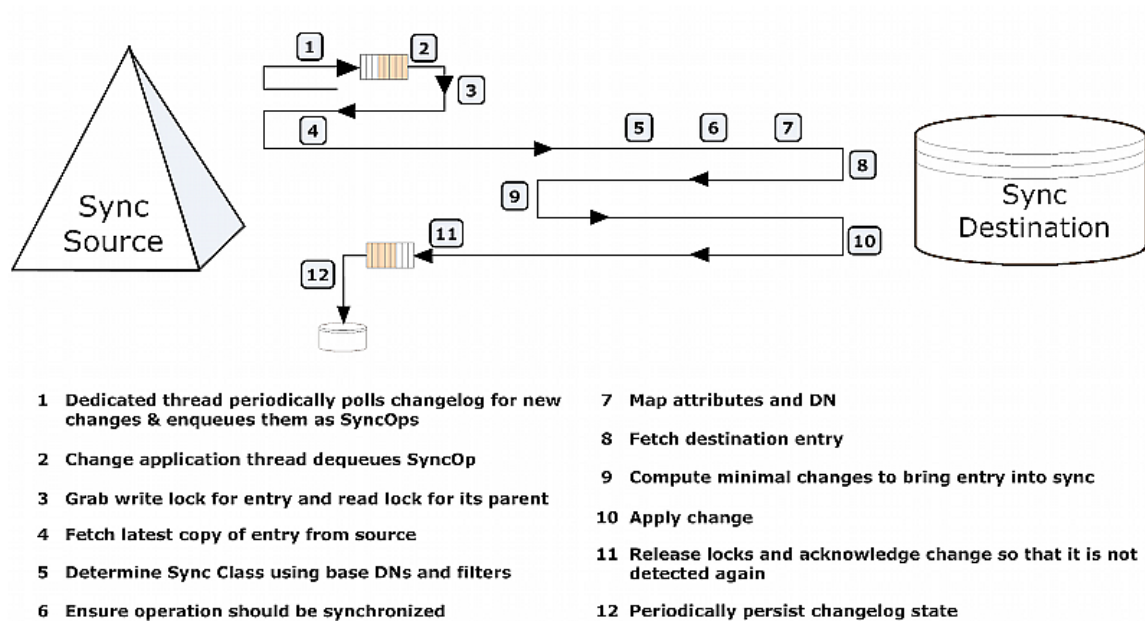 1
2
3
4
5
6
7
8
9
10
11
12
Sync
Source
Sync
Destination
1 Dedicated thread periodically polls changelog for new
changes & enqueues them as SyncOps
2 Change application thread dequeues SyncOp
3 Grab write lock for entry and read lock for its parent
4 Fetch latest copy of entry from source
5 Determine Sync Class using base DNs and filters
6 Ensure operation should be synchronized
7 Map attributes and DN
8 Fetch destination entry
9 Compute minimal changes to bring entry into sync
10 Apply change
11 Release locks and acknowledge change so that it is not
detected again
12 Periodically persist changelog state